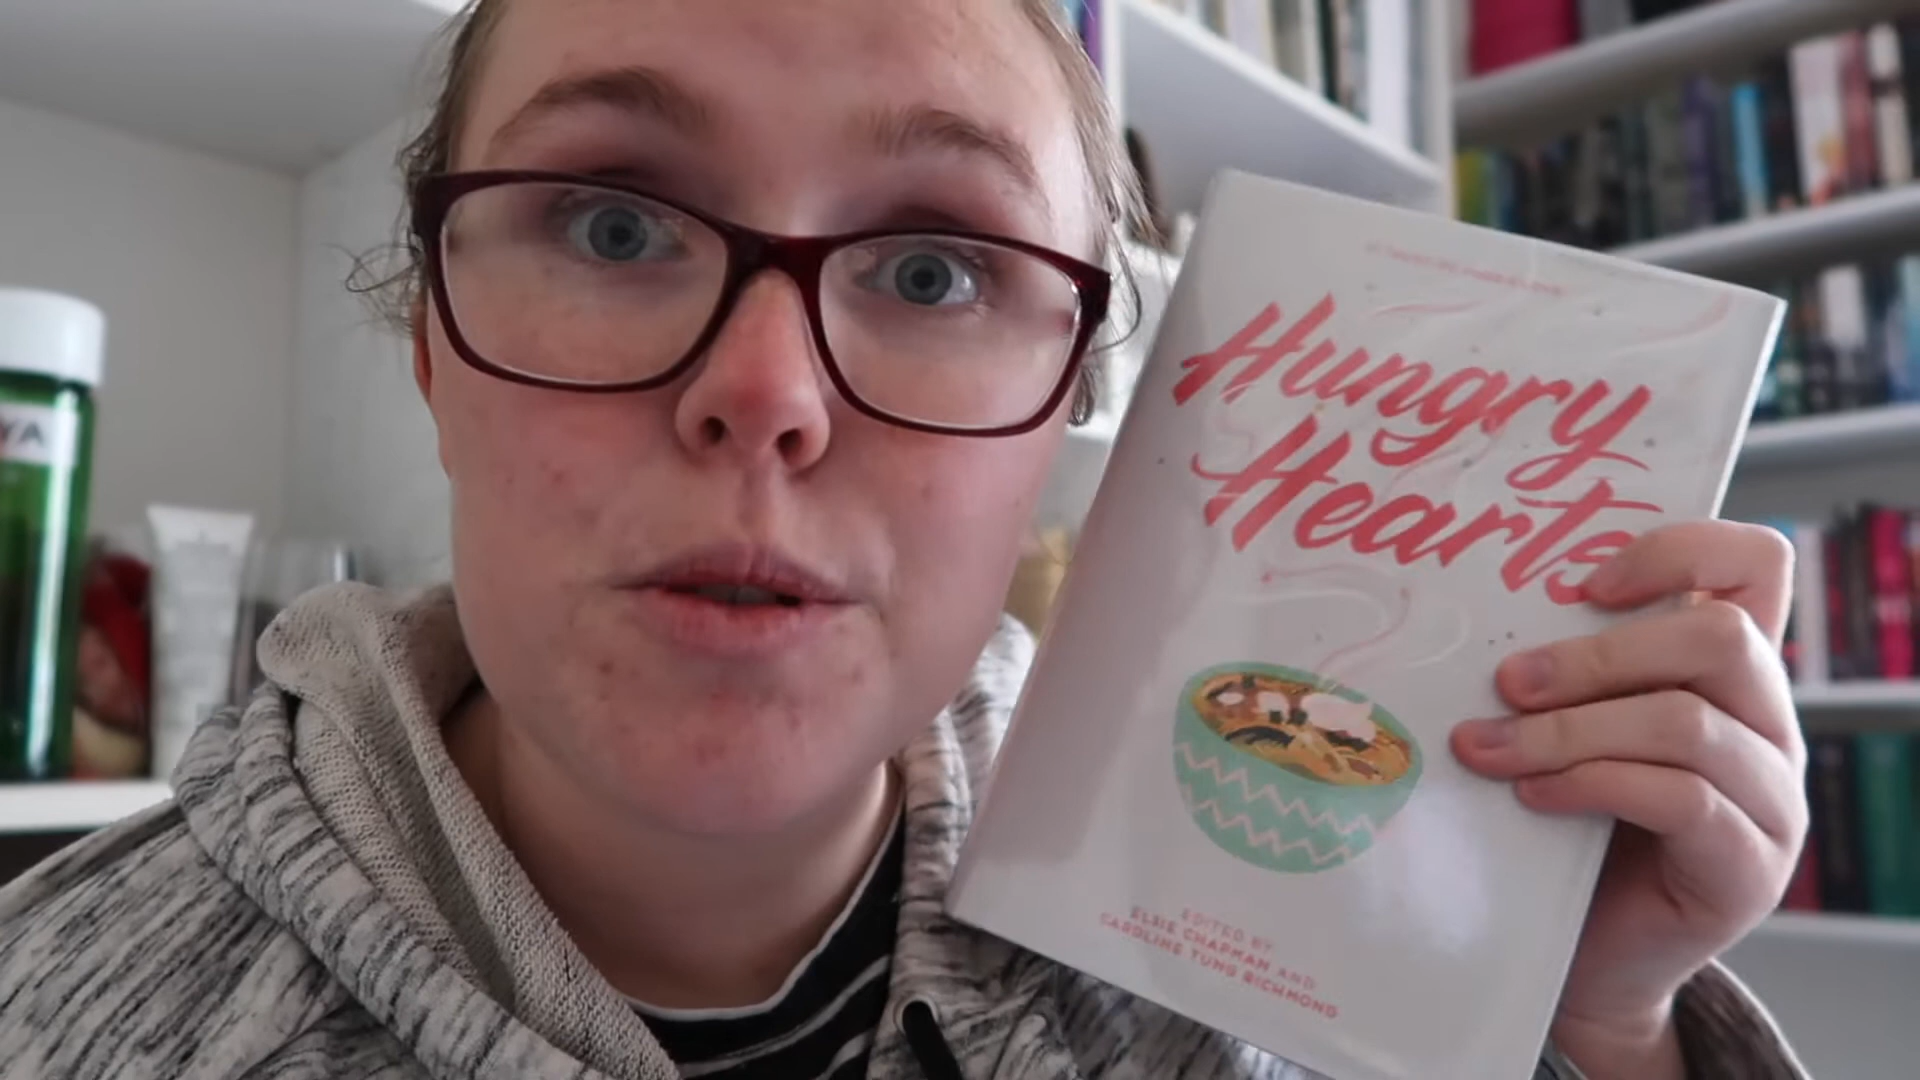 Hungry
Hearts
EDITED BY
ELSIE CHAPMAN AND
CAROLINE TUNG RICHMOND